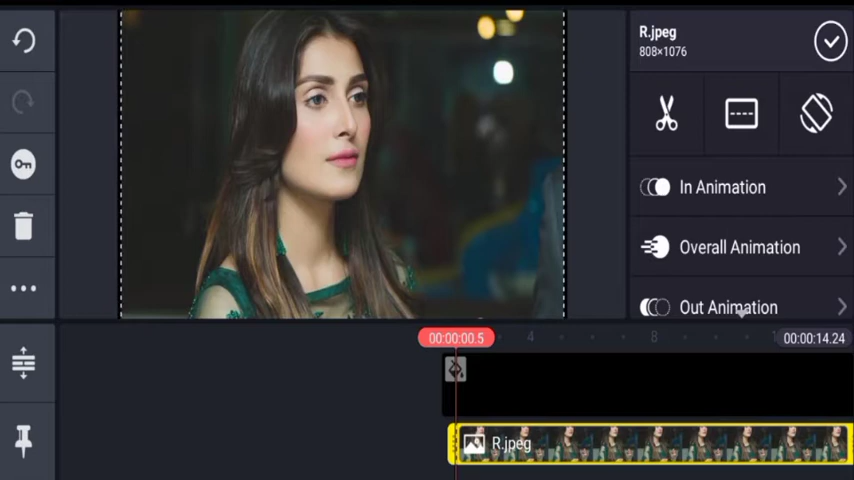 R.jpeg
808×1076
In Animation
Overall Animation
Out Animation
00:00:00.5
4
8
00:00:14.24
R.jpeg